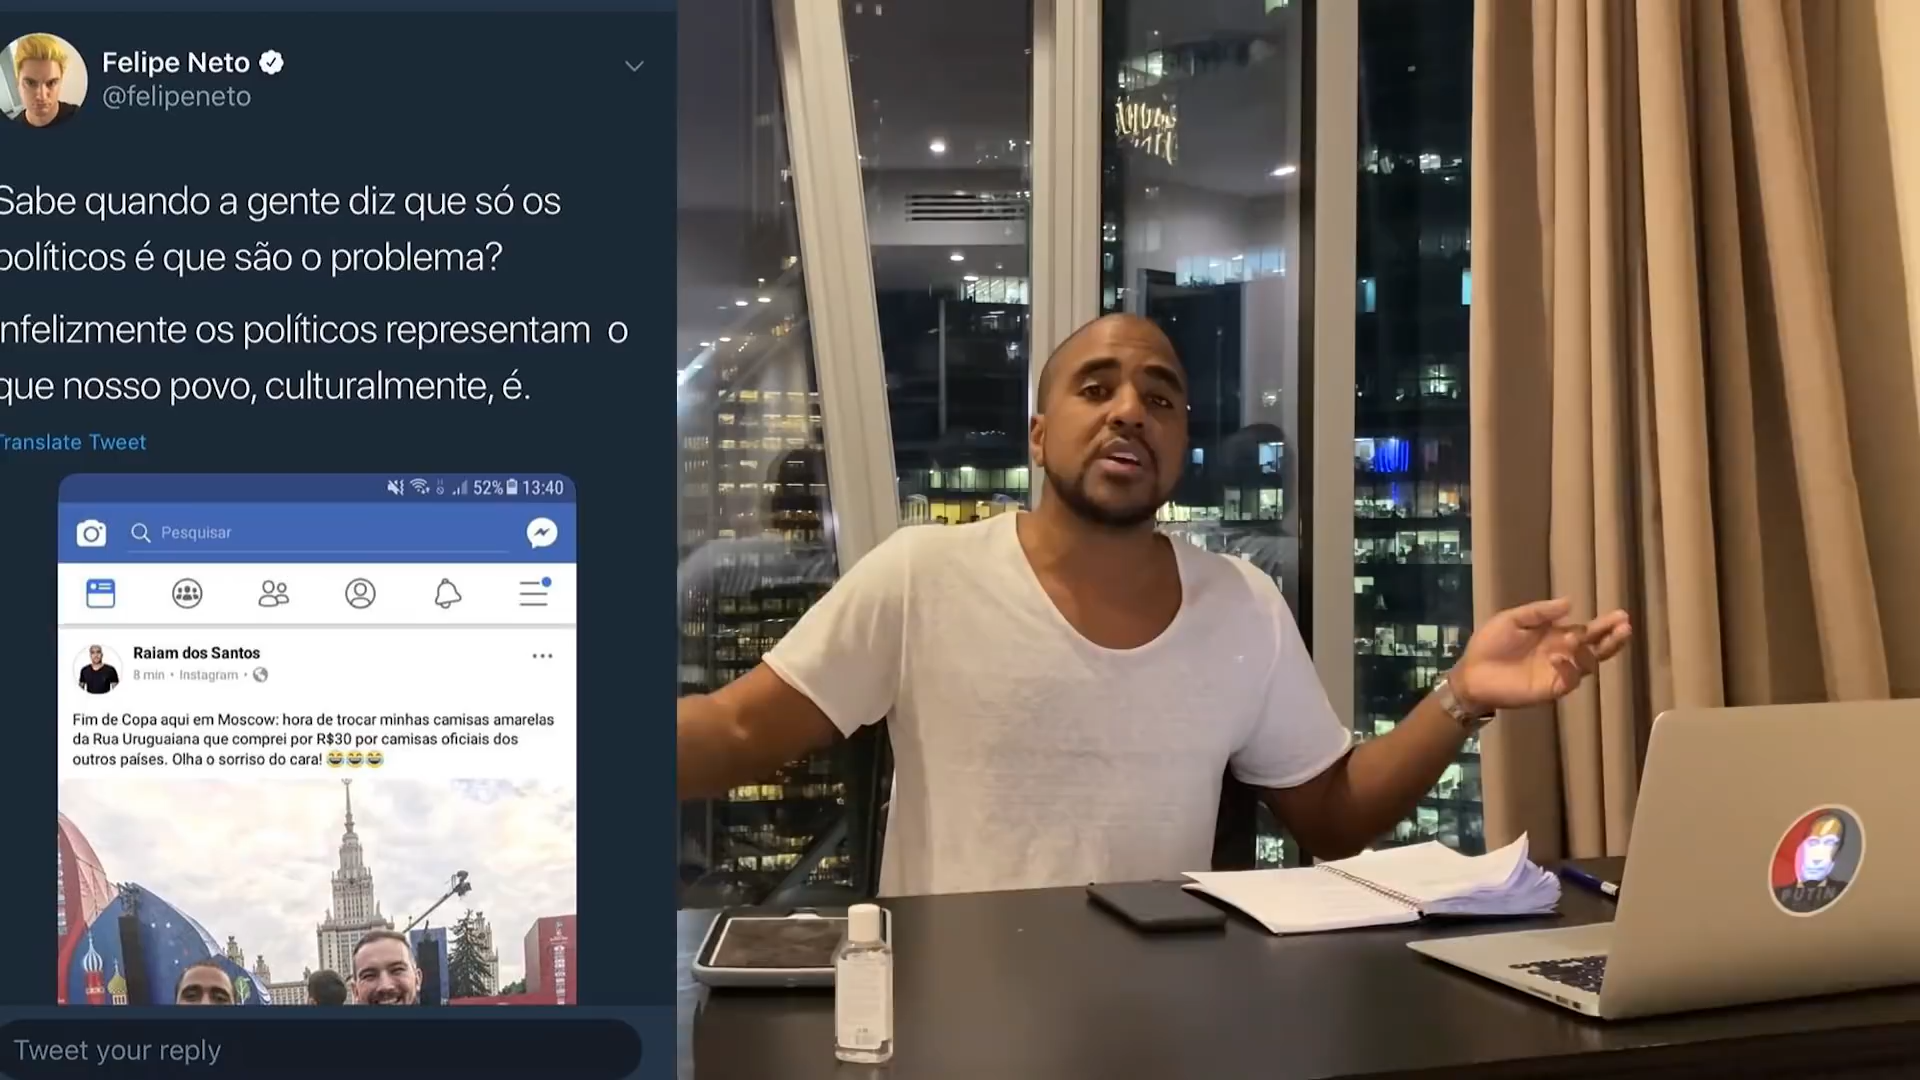 Felipe Neto
@felipeneto
Sabe quando a gente diz que só os
políticos é que são o problema?
nfelizmente os políticos representam o
que nosso povo, culturalmente, é.
Translate Tweet
52% 13:40
Pesquisar
Raiam dos Santos
8 min • Instagram •
Fim de Copa aqui em Moscow: hora de trocar minhas camisas amarelas
da Rua Uruguaiana que comprei por R$30 por camisas oficiais dos
outros países. Olha o sorriso do cara! 😂😂😂
Tweet your reply
PUTIN